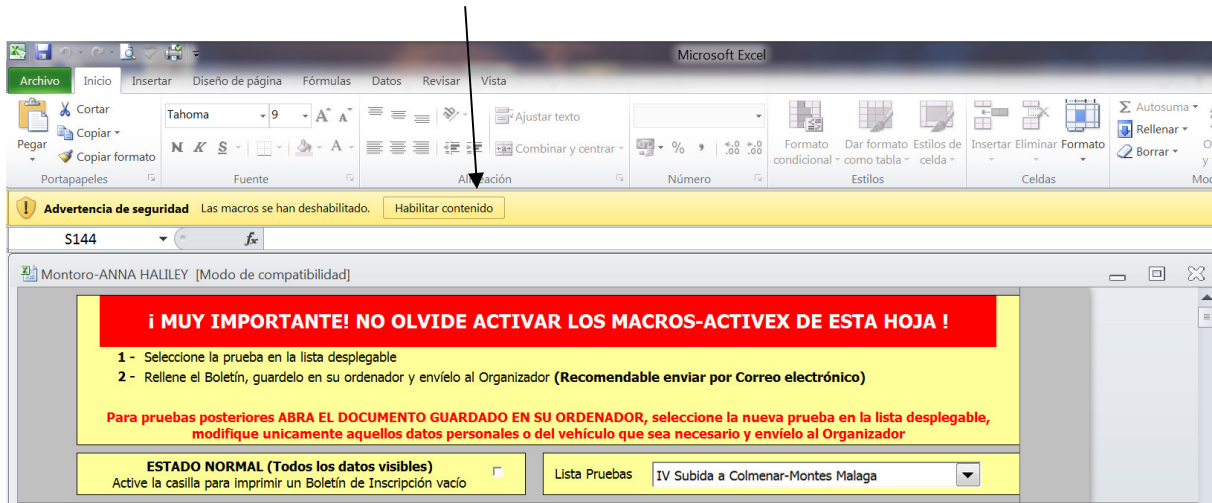 Microsoft Excel
Archivo Inicio Insertar Diseño de página Fórmulas Datos Revisar Vista
Cortar
Copiar
Copiar formato
Pegar
Portapapeles
Tahoma 9 A A
N K S A
Fuente
Ajustar texto
Combinar y centrar
Alineación
% ,00 ,0
Número
Formato condicional
Dar formato como tabla
Estilos de celda
Estilos
Insertar Eliminar Formato
Celdas
Σ Autosuma
Rellenar
Borrar
Advertencia de seguridad Las macros se han deshabilitado. Habilitar contenido
S144 fx
Montoro-ANNA HALILEY [Modo de compatibilidad]
¡ MUY IMPORTANTE! NO OLVIDE ACTIVAR LOS MACROS-ACTIVEX DE ESTA HOJA !
1 - Seleccione la prueba en la lista desplegable
2 - Rellene el Boletín, guardelo en su ordenador y envíelo al Organizador (Recomendable enviar por Correo electrónico)
Para pruebas posteriores ABRA EL DOCUMENTO GUARDADO EN SU ORDENADOR, seleccione la nueva prueba en la lista desplegable,
modifique unicamente aquellos datos personales o del vehículo que sea necesario y envíelo al Organizador
ESTADO NORMAL (Todos los datos visibles)
Active la casilla para imprimir un Boletín de Inscripción vacío
Lista Pruebas IV Subida a Colmenar-Montes Malaga